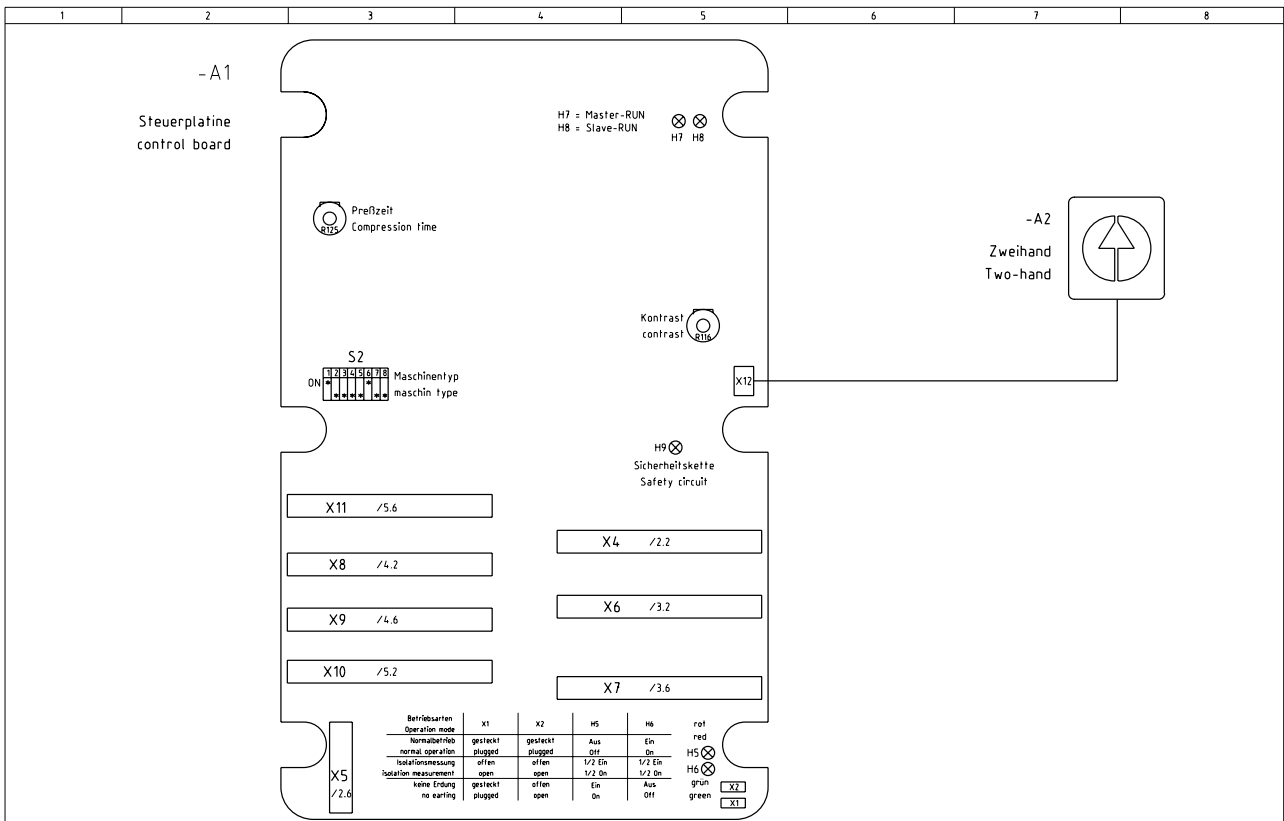 1 2 3 4 5 6 7 8
-A1
Steuerplatine
control board
H7 = Master-RUN
H8 = Slave-RUN
H7 H8
Preßzeit
Compression time
R125
-A2
Zweihand
Two-hand
Kontrast
contrast
R116
S2
1 2 3 4 5 6 7 8
ON * *
* * * * * *
Maschinentyp
maschin type
X12
H9
Sicherheitskette
Safety circuit
X11 /5.6
X4 /2.2
X8 /4.2
X6 /3.2
X9 /4.6
X10 /5.2
X7 /3.6
X5
/2.6
Betriebsarten X1 X2 H5 H6
Operation mode
Normalbetrieb gesteckt gesteckt Aus Ein
normal operation plugged plugged Off On
Isolationsmessung offen offen 1/2 Ein 1/2 Ein
isolation measurement open open 1/2 On 1/2 On
keine Erdung gesteckt offen Ein Aus
no earting plugged open On Off
rot
red
H5
H6
grün
green
X2
X1